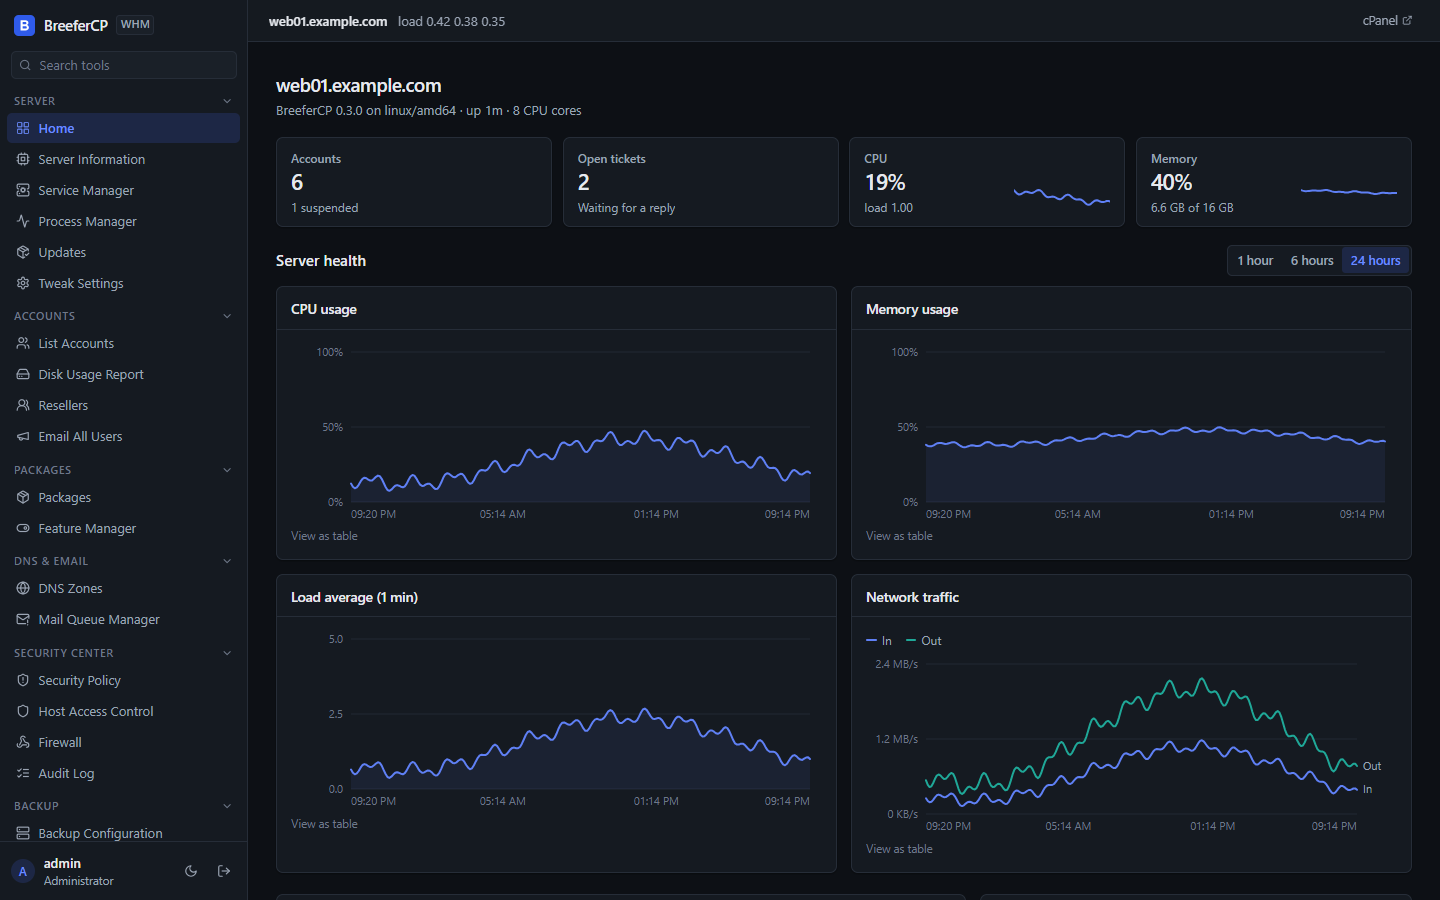 B BreeferCP WHM
Search tools
SERVER
Home
Server Information
Service Manager
Process Manager
Updates
Tweak Settings
ACCOUNTS
List Accounts
Disk Usage Report
Resellers
Email All Users
PACKAGES
Packages
Feature Manager
DNS & EMAIL
DNS Zones
Mail Queue Manager
SECURITY CENTER
Security Policy
Host Access Control
Firewall
Audit Log
BACKUP
Backup Configuration
A admin
Administrator
web01.example.com load 0.42 0.38 0.35 cPanel
web01.example.com
BreeferCP 0.3.0 on linux/amd64 · up 1m · 8 CPU cores
Accounts
6
1 suspended
Open tickets
2
Waiting for a reply
CPU
19%
load 1.00
Memory
40%
6.6 GB of 16 GB
Server health
1 hour 6 hours 24 hours
CPU usage
100%
50%
0%
09:20 PM 05:14 AM 01:14 PM 09:14 PM
View as table
Memory usage
100%
50%
0%
09:20 PM 05:14 AM 01:14 PM 09:14 PM
View as table
Load average (1 min)
5.0
2.5
0.0
09:20 PM 05:14 AM 01:14 PM 09:14 PM
View as table
Network traffic
In Out
2.4 MB/s
1.2 MB/s
Out
In
0 KB/s
09:20 PM 05:14 AM 01:14 PM 09:14 PM
View as table